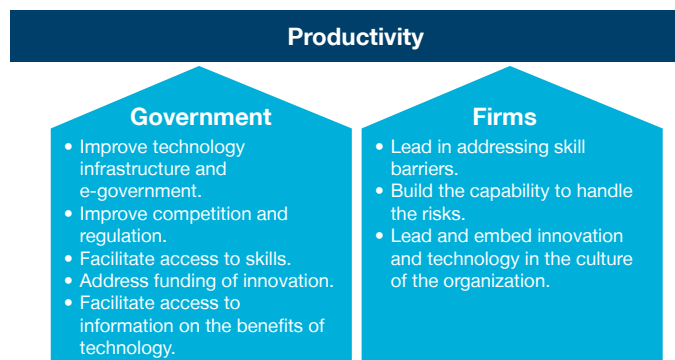 Productivity
Government
• Improve technology
infrastructure and
e-government.
• Improve competition and
regulation.
• Facilitate access to skills.
• Address funding of innovation.
• Facilitate access to
information on the benefits of
technology.
Firms
• Lead in addressing skill
barriers.
• Build the capability to handle
the risks.
• Lead and embed innovation
and technology in the culture
of the organization.